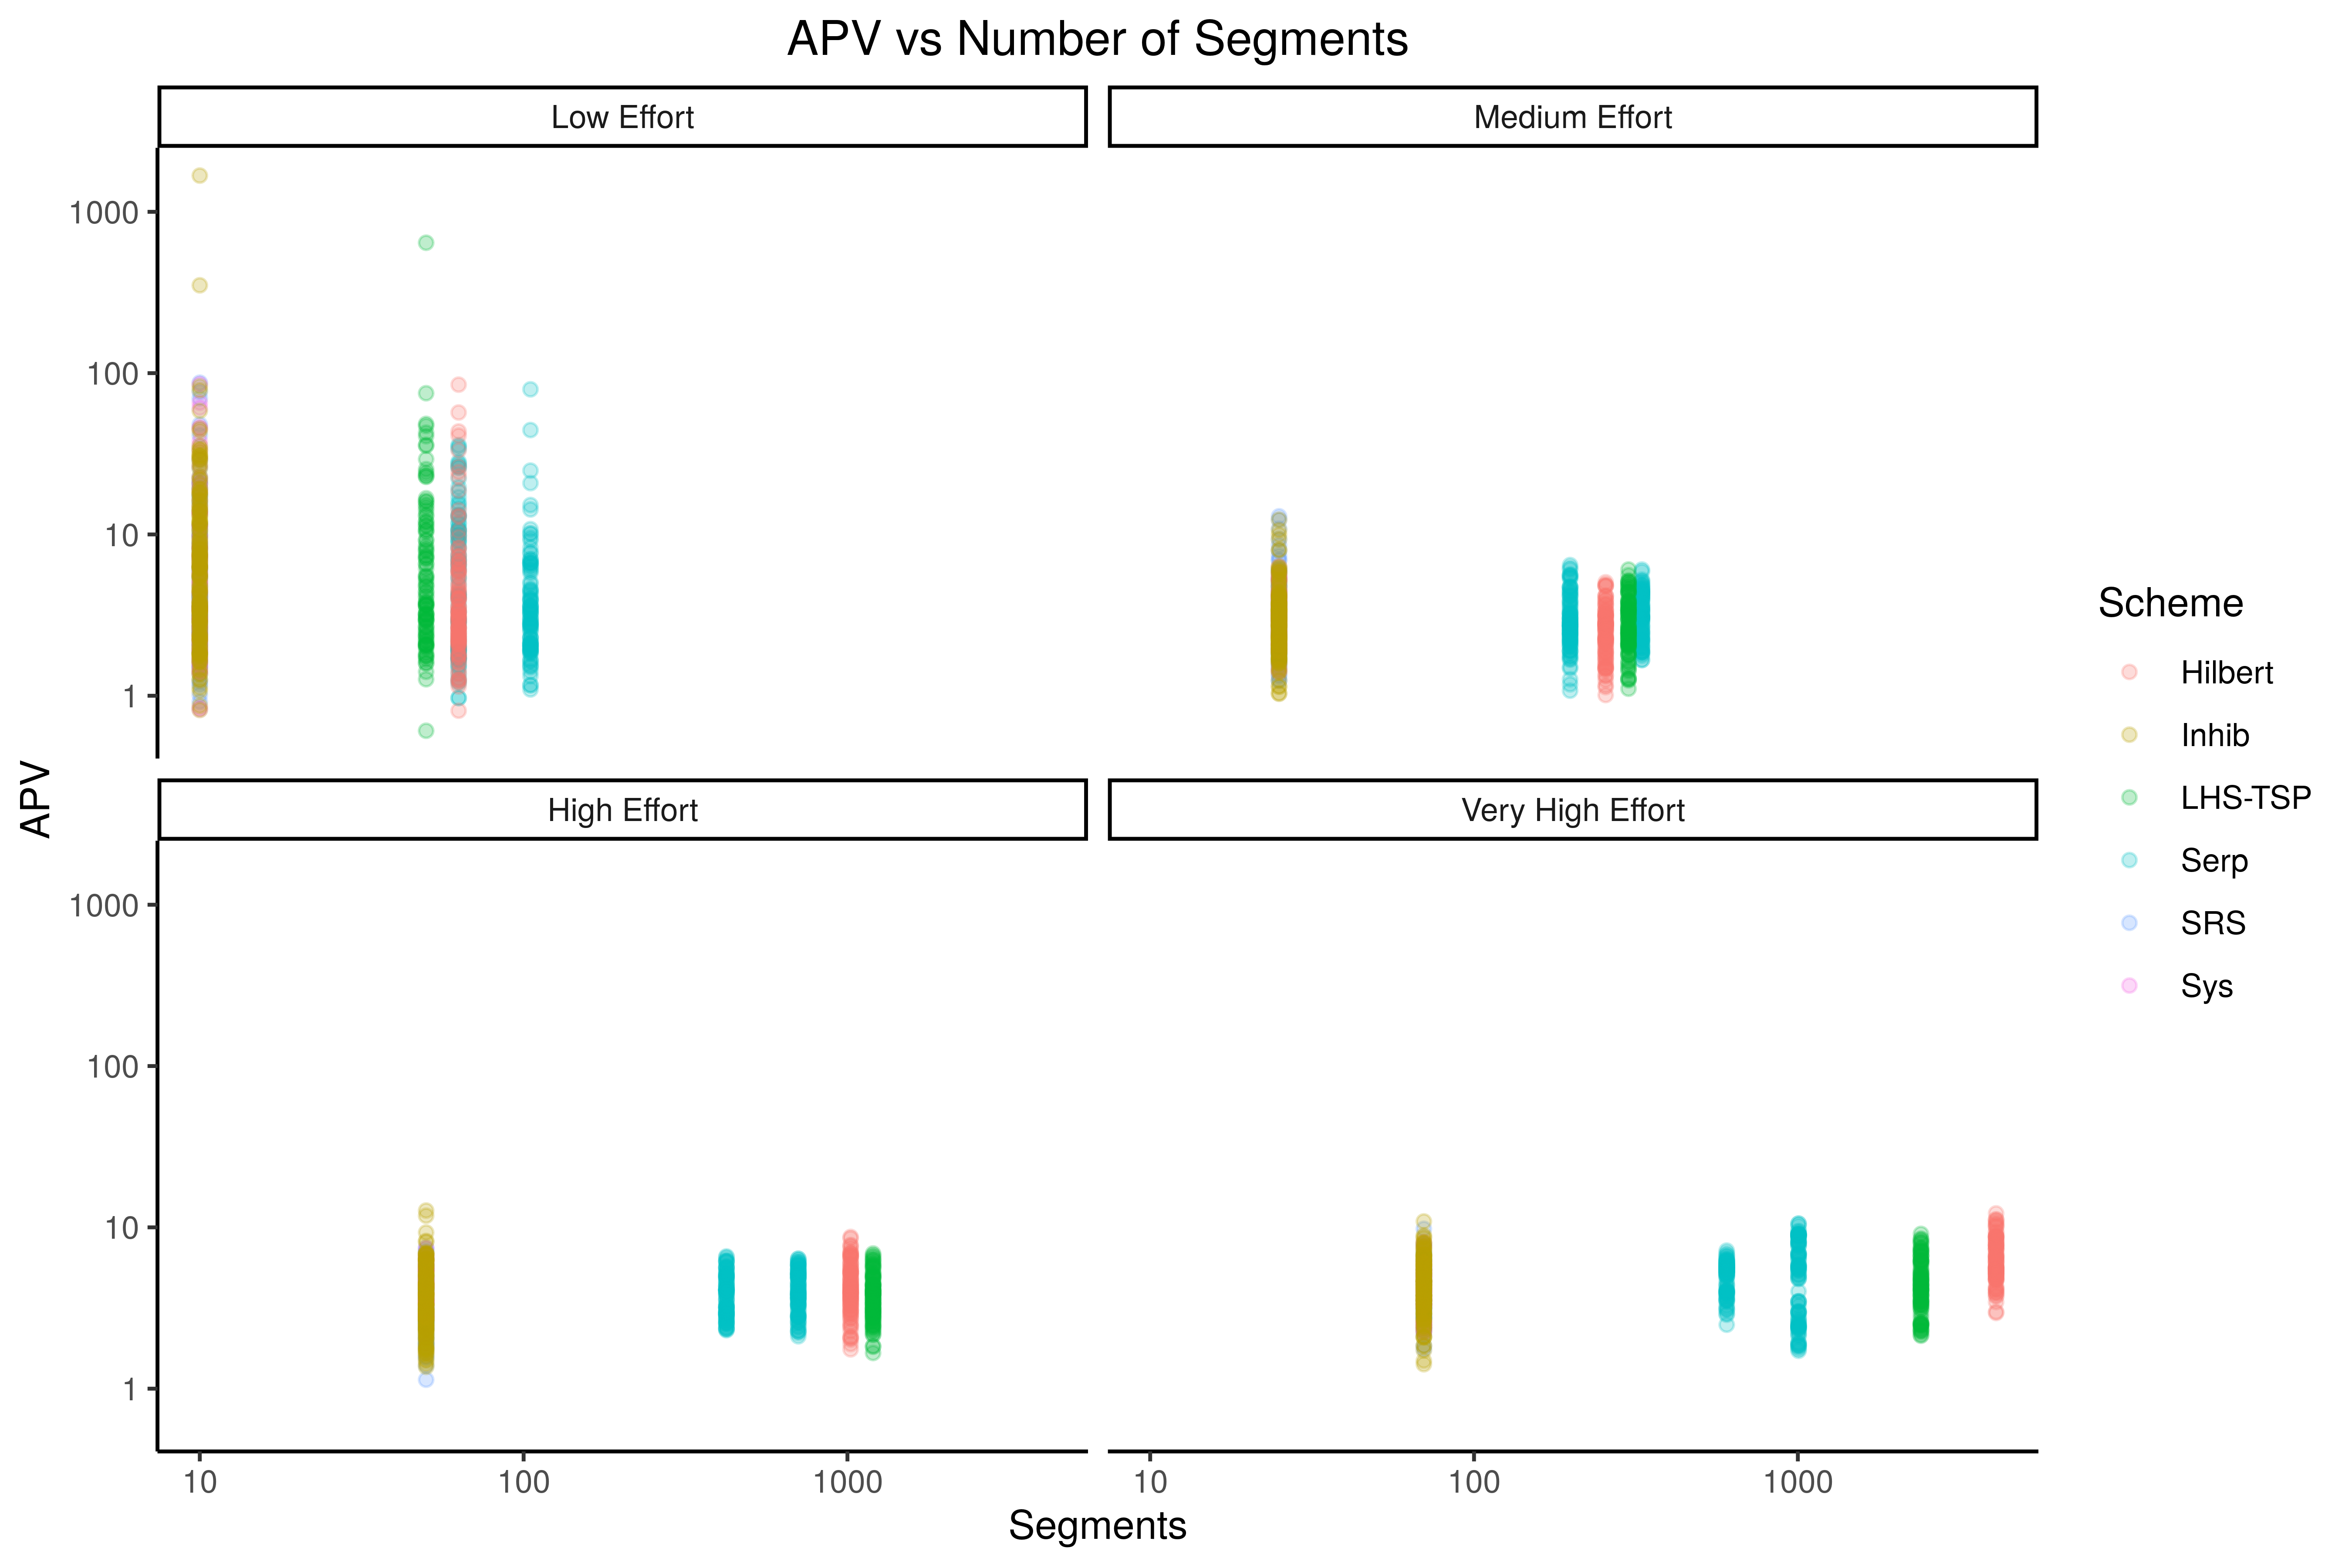 APV vs Number of Segments
Low Effort
Medium Effort
1000
100
10
1
High Effort
Very High Effort
1000
100
10
1
10
100
1000
10
100
1000
Segments
APV
Scheme
Hilbert
Inhib
LHS-TSP
Serp
SRS
Sys